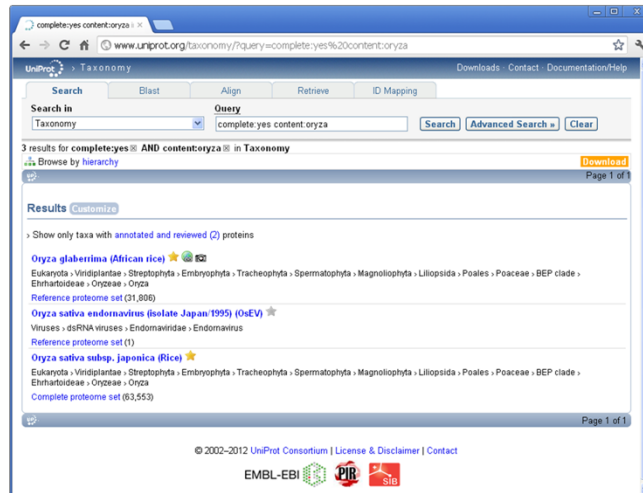 complete:yes content:oryza i
www.uniprot.org/taxonomy/?query=complete:yes%20content:oryza
UniProt › Taxonomy
Downloads · Contact · Documentation/Help
Search Blast Align Retrieve ID Mapping
Search in Query
Taxonomy complete:yes content:oryza Search Advanced Search » Clear
3 results for complete:yes AND content:oryza in Taxonomy
Browse by hierarchy Download
Page 1 of 1
Results Customize
› Show only taxa with annotated and reviewed (2) proteins
Oryza glaberrima (African rice)
Eukaryota › Viridiplantae › Streptophyta › Embryophyta › Tracheophyta › Spermatophyta › Magnoliophyta › Liliopsida › Poales › Poaceae › BEP clade ›
Ehrhartoideae › Oryzeae › Oryza
Reference proteome set (31,806)
Oryza sativa endornavirus (isolate Japan/1995) (OsEV)
Viruses › dsRNA viruses › Endornaviridae › Endornavirus
Reference proteome set (1)
Oryza sativa subsp. japonica (Rice)
Eukaryota › Viridiplantae › Streptophyta › Embryophyta › Tracheophyta › Spermatophyta › Magnoliophyta › Liliopsida › Poales › Poaceae › BEP clade ›
Ehrhartoideae › Oryzeae › Oryza
Complete proteome set (63,553)
Page 1 of 1
© 2002–2012 UniProt Consortium | License & Disclaimer | Contact
EMBL-EBI PIR SIB